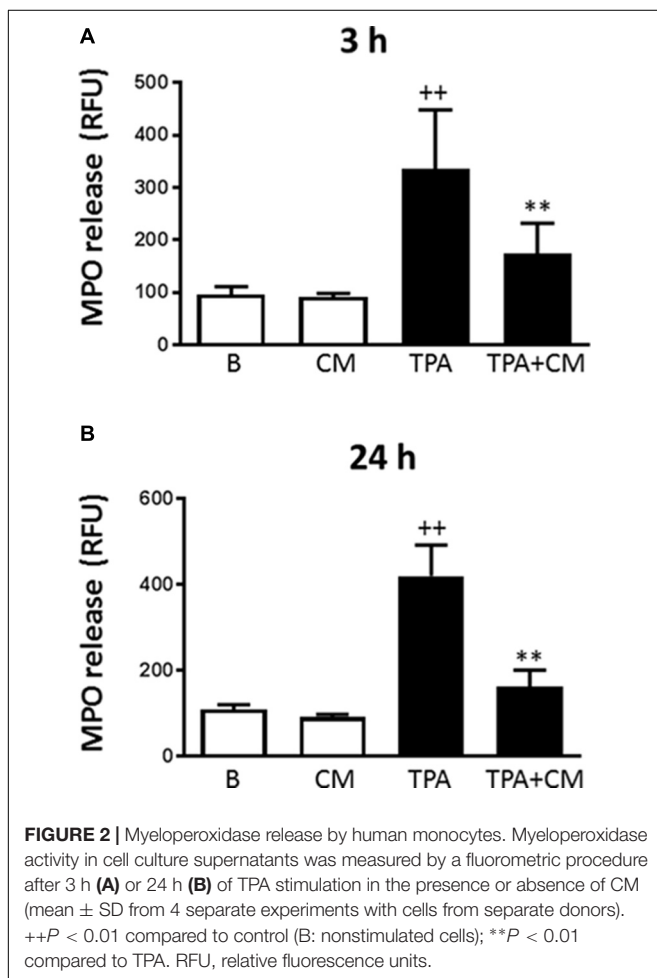 A
3 h
MPO release (RFU)
500
400
300
200
100
0
++
**
B CM TPA TPA+CM
B
24 h
MPO release (RFU)
600
400
200
0
++
**
B CM TPA TPA+CM
FIGURE 2 | Myeloperoxidase release by human monocytes. Myeloperoxidase
activity in cell culture supernatants was measured by a fluorometric procedure
after 3 h (A) or 24 h (B) of TPA stimulation in the presence or absence of CM
(mean ± SD from 4 separate experiments with cells from separate donors).
++P < 0.01 compared to control (B: nonstimulated cells); **P < 0.01
compared to TPA. RFU, relative fluorescence units.